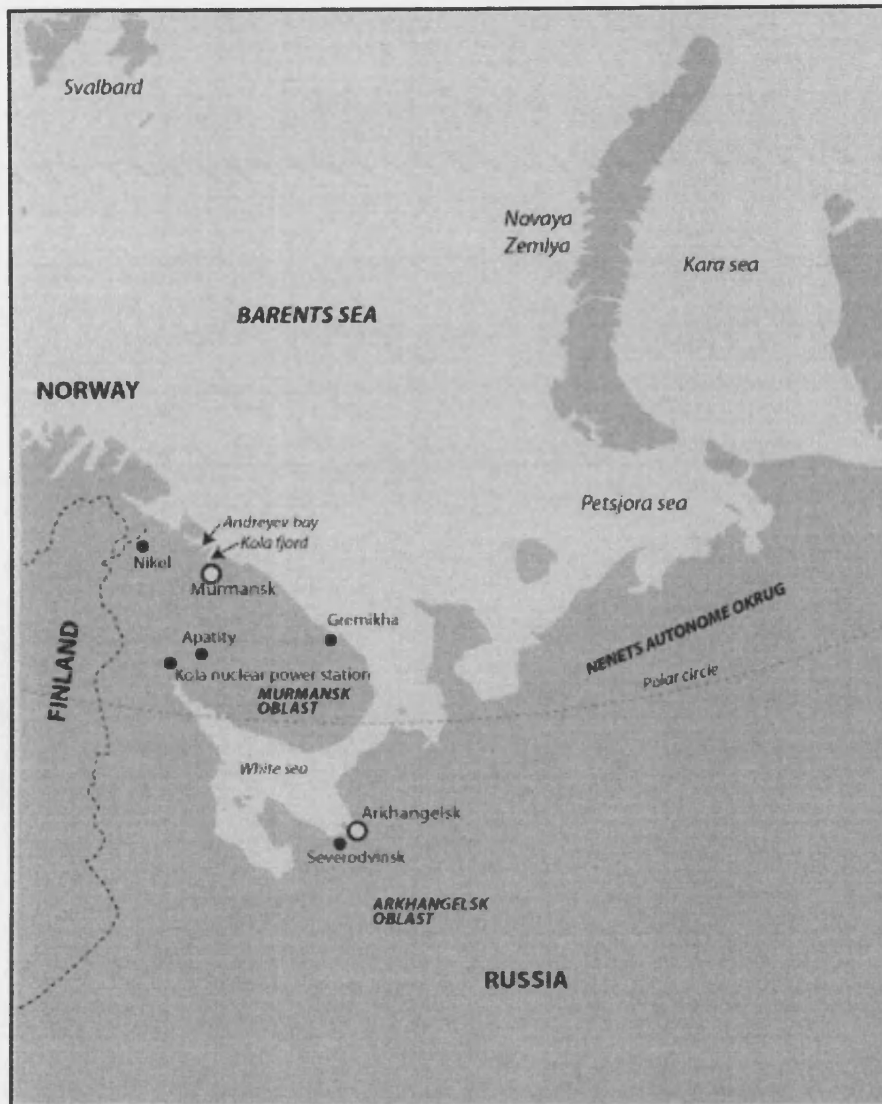 Svalbard
Novaya
Zemlya
Kara sea
BARENTS SEA
NORWAY
Petsjora sea
Andreyev bay
Kola fjord
Nikel
Murmansk
Gremikha
NENETS AUTONOME OKRUG
Apatity
FINLAND
Kola nuclear power station
Polar circle
MURMANSK
OBLAST
White sea
Arkhangelsk
Severodvinsk
ARKHANGELSK
OBLAST
RUSSIA